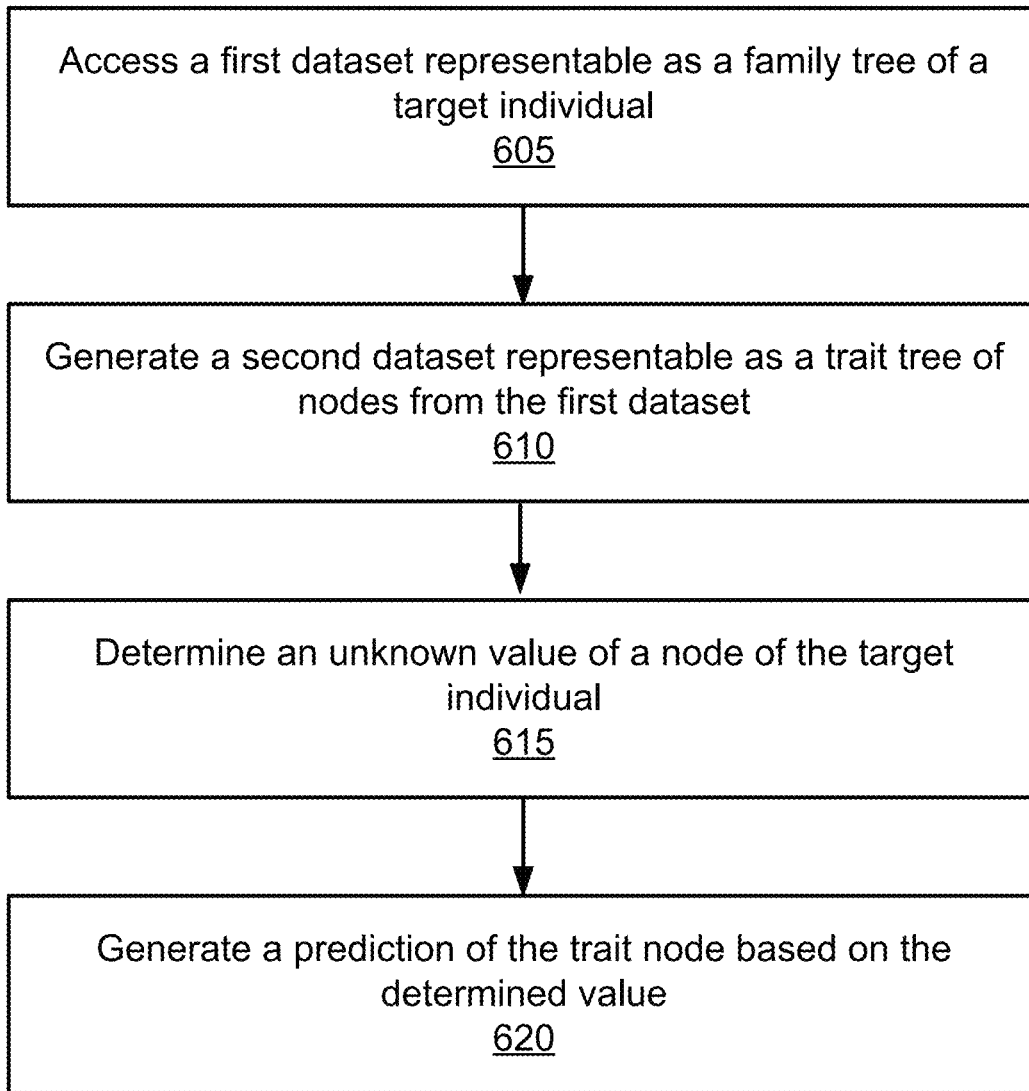 Access a first dataset representable as a family tree of a
target individual
605
Generate a second dataset representable as a trait tree of
nodes from the first dataset
610
Determine an unknown value of a node of the target
individual
615
Generate a prediction of the trait node based on the
determined value
620